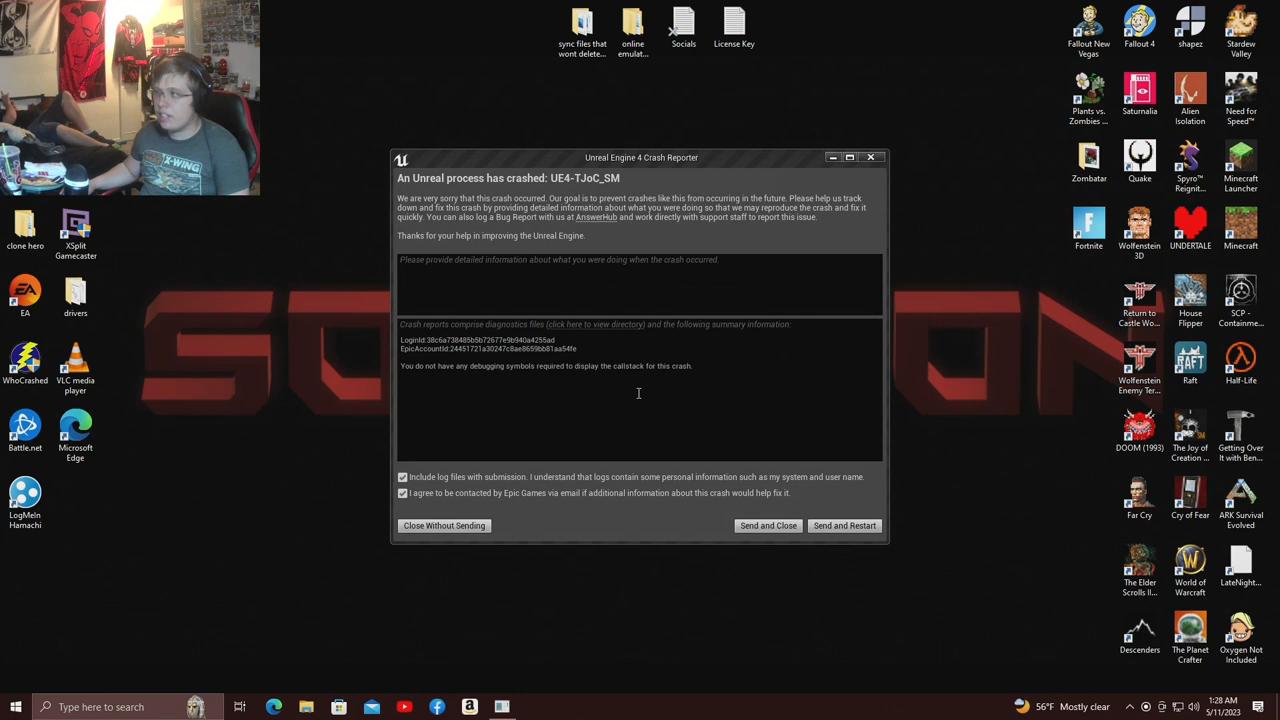 sync files that
wont delete...
online
emulat...
Socials
License Key
Fallout New
Vegas
Fallout 4
shapez
Stardew
Valley
X-WING
Plants vs.
Zombies ...
Saturnalia
Alien
Isolation
Need for
Speed™
Zombatar
Quake
Spyro™
Reignit...
Minecraft
Launcher
clone hero
XSplit
Gamecaster
Fortnite
Wolfenstein
3D
UNDERTALE
Minecraft
EA
drivers
Return to
Castle Wo...
House
Flipper
SCP -
Containme...
WhoCrashed
VLC media
player
Wolfenstein
Enemy Ter...
Raft
Half-Life
Battle.net
Microsoft
Edge
DOOM (1993)
The Joy of
Creation ...
Getting Over
It with Ben...
LogMeIn
Hamachi
Far Cry
Cry of Fear
ARK Survival
Evolved
The Elder
Scrolls II...
World of
Warcraft
LateNight...
Descenders
The Planet
Crafter
Oxygen Not
Included
Unreal Engine 4 Crash Reporter
An Unreal process has crashed: UE4-TJoC_SM
We are very sorry that this crash occurred. Our goal is to prevent crashes like this from occurring in the future. Please help us track
down and fix this crash by providing detailed information about what you were doing so that we may reproduce the crash and fix it
quickly. You can also log a Bug Report with us at AnswerHub and work directly with support staff to report this issue.
Thanks for your help in improving the Unreal Engine.
Please provide detailed information about what you were doing when the crash occurred.
Crash reports comprise diagnostics files (click here to view directory) and the following summary information:
LoginId:38c6a738485b5b72677e9b940a4255ad
EpicAccountId:24451721a30247c8ae8659bb81aa54fe
You do not have any debugging symbols required to display the callstack for this crash.
Include log files with submission. I understand that logs contain some personal information such as my system and user name.
I agree to be contacted by Epic Games via email if additional information about this crash would help fix it.
Close Without Sending
Send and Close
Send and Restart
Type here to search
56°F Mostly clear
1:28 AM
5/11/2023